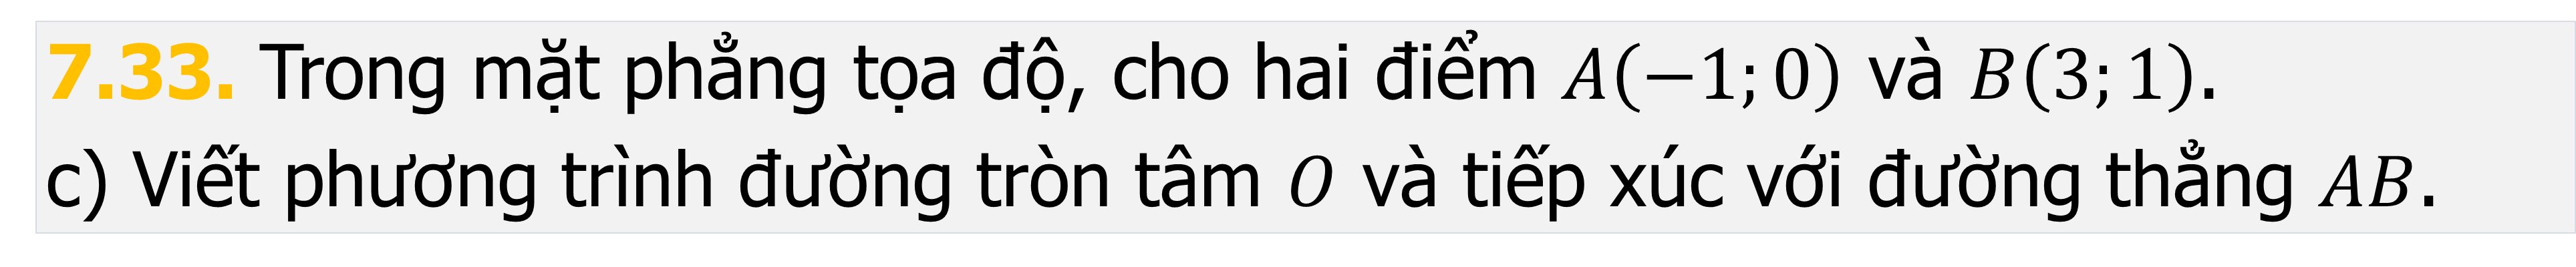 7.33. Trong mặt phẳng tọa độ, cho hai điểm A(−1; 0) và B(3; 1).
c) Viết phương trình đường tròn tâm O và tiếp xúc với đường thẳng AB.